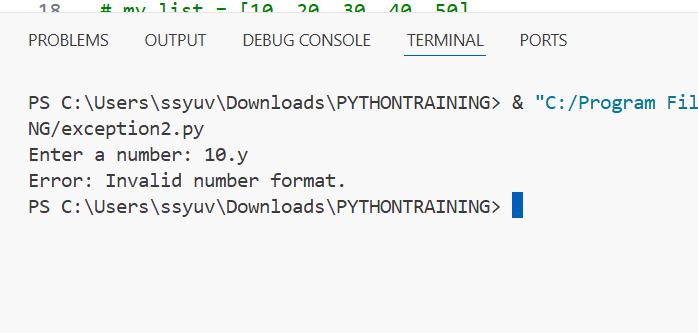 18 # my_list = [10, 20, 30, 40, 50]
PROBLEMS OUTPUT DEBUG CONSOLE TERMINAL PORTS
PS C:\Users\ssyuv\Downloads\PYTHONTRAINING> & "C:/Program Fil
NG/exception2.py
Enter a number: 10.y
Error: Invalid number format.
PS C:\Users\ssyuv\Downloads\PYTHONTRAINING>